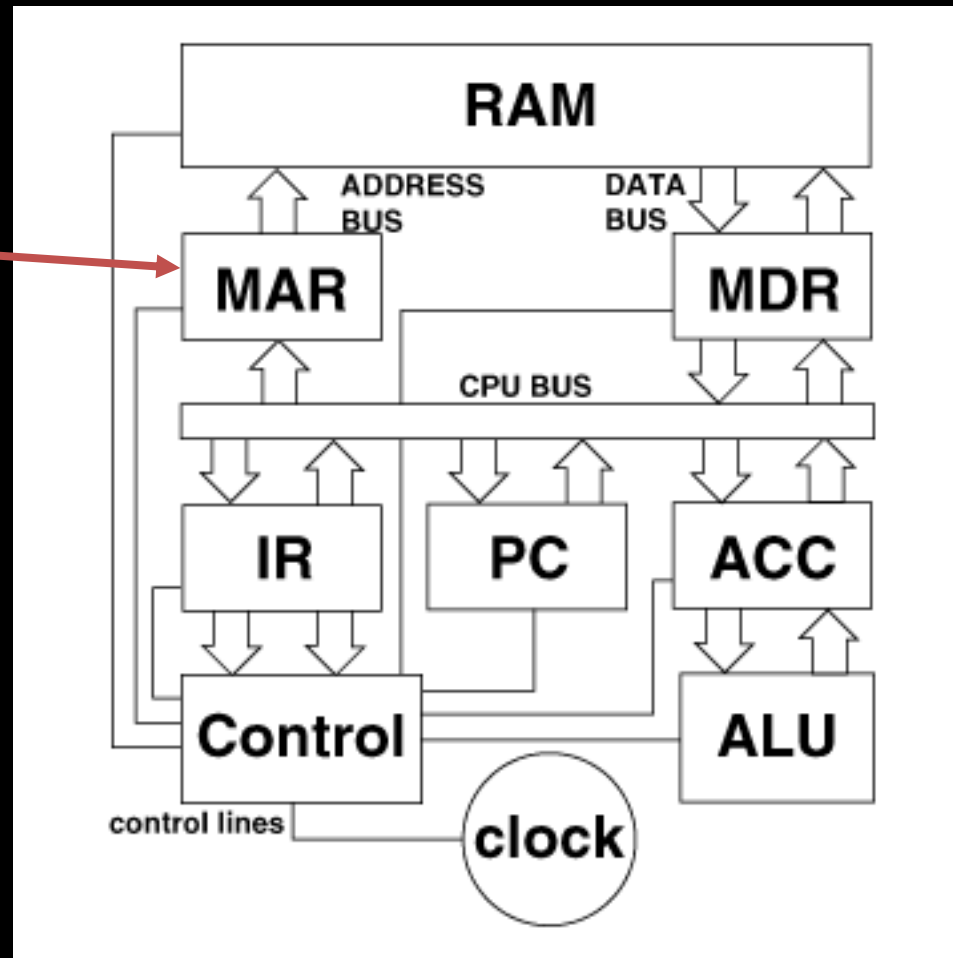 RAM
ADDRESS
BUS
DATA
BUS
MAR
MDR
CPU BUS
IR
PC
ACC
Control
ALU
control lines
clock